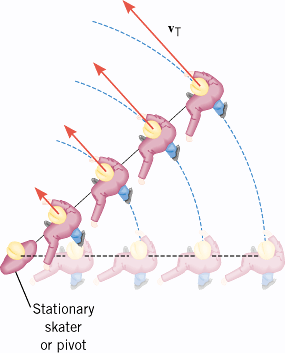 vT
Stationary
skater
or pivot